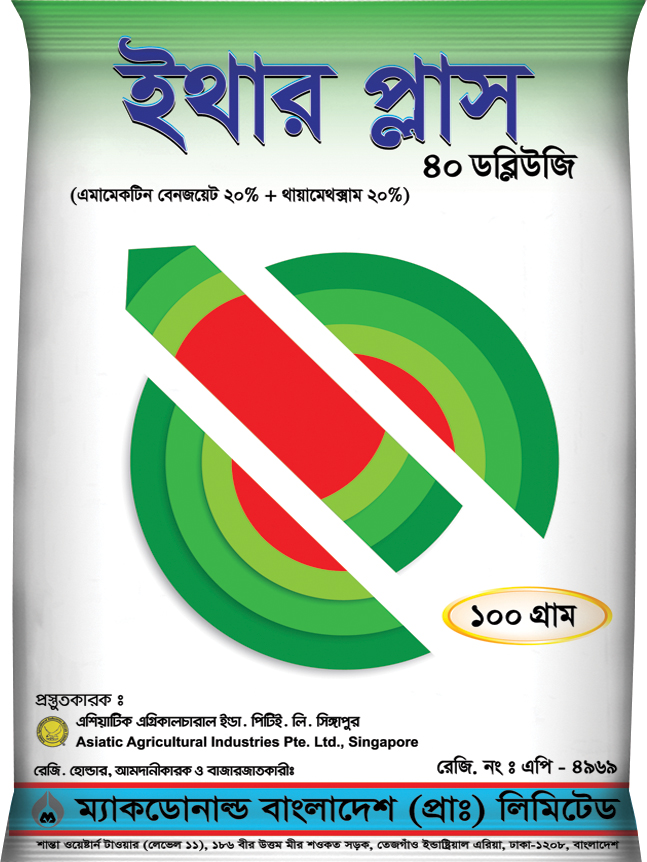 ইথার প্লাস
৪০ ডব্লিউজি
(এমামেকটিন বেনজয়েট ২০% + থায়ামেথক্সাম ২০%)
১০০ গ্রাম
প্রস্তুতকারক ঃ
এশিয়াটিক এগ্রিকালচারাল ইন্ডা. পিটিই. লি. সিঙ্গাপুর
Asiatic Agricultural Industries Pte. Ltd., Singapore
রেজি. হোল্ডার, আমদানীকারক ও বাজারজাতকারীঃ
রেজি. নং ঃ এপি - ৪৯৬৯
ম্যাকডোনাল্ড বাংলাদেশ (প্রাঃ) লিমিটেড
শান্তা ওয়েষ্টার্ন টাওয়ার (লেভেল ১১), ১৮৬ বীর উত্তম মীর শওকত সড়ক, তেজগাঁও ইন্ডাষ্ট্রিয়াল এরিয়া, ঢাকা-১২০৮, বাংলাদেশ